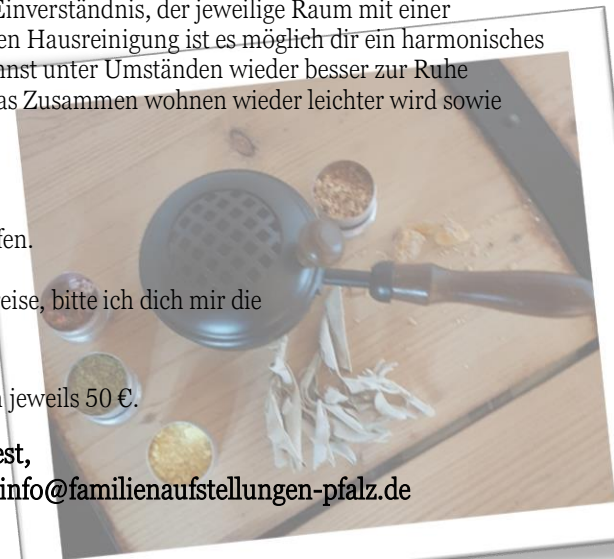 Einverständnis, der jeweilige Raum mit einer
en Hausreinigung ist es möglich dir ein harmonisches
nnst unter Umständen wieder besser zur Ruhe
as Zusammen wohnen wieder leichter wird sowie
fen.
eise, bitte ich dich mir die
jeweils 50 €.
est,
info@familienaufstellungen-pfalz.de